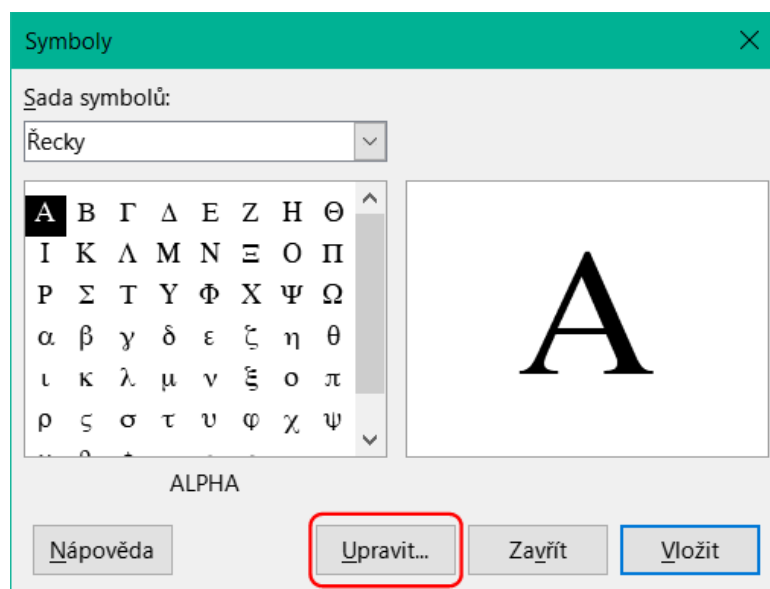 Symboly
Sada symbolů:
Řecky
Α Β Γ Δ Ε Ζ Η Θ
Ι Κ Λ Μ Ν Ξ Ο Π
Ρ Σ Τ Υ Φ Χ Ψ Ω
α β γ δ ε ζ η θ
ι κ λ μ ν ξ ο π
ρ ς σ τ υ φ χ ψ
Α
ALPHA
Nápověda
Upravit...
Zavřít
Vložit